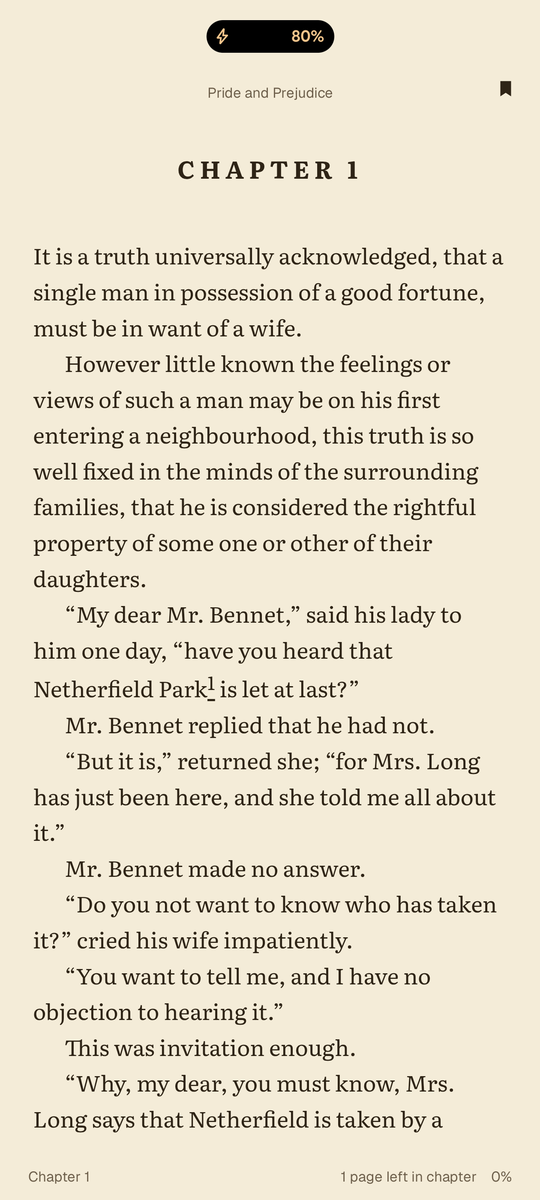 80%
Pride and Prejudice
CHAPTER 1
It is a truth universally acknowledged, that a
single man in possession of a good fortune,
must be in want of a wife.
However little known the feelings or
views of such a man may be on his first
entering a neighbourhood, this truth is so
well fixed in the minds of the surrounding
families, that he is considered the rightful
property of some one or other of their
daughters.
“My dear Mr. Bennet,” said his lady to
him one day, “have you heard that
Netherfield Park1 is let at last?”
Mr. Bennet replied that he had not.
“But it is,” returned she; “for Mrs. Long
has just been here, and she told me all about
it.”
Mr. Bennet made no answer.
“Do you not want to know who has taken
it?” cried his wife impatiently.
“You want to tell me, and I have no
objection to hearing it.”
This was invitation enough.
“Why, my dear, you must know, Mrs.
Long says that Netherfield is taken by a
Chapter 1
1 page left in chapter 0%